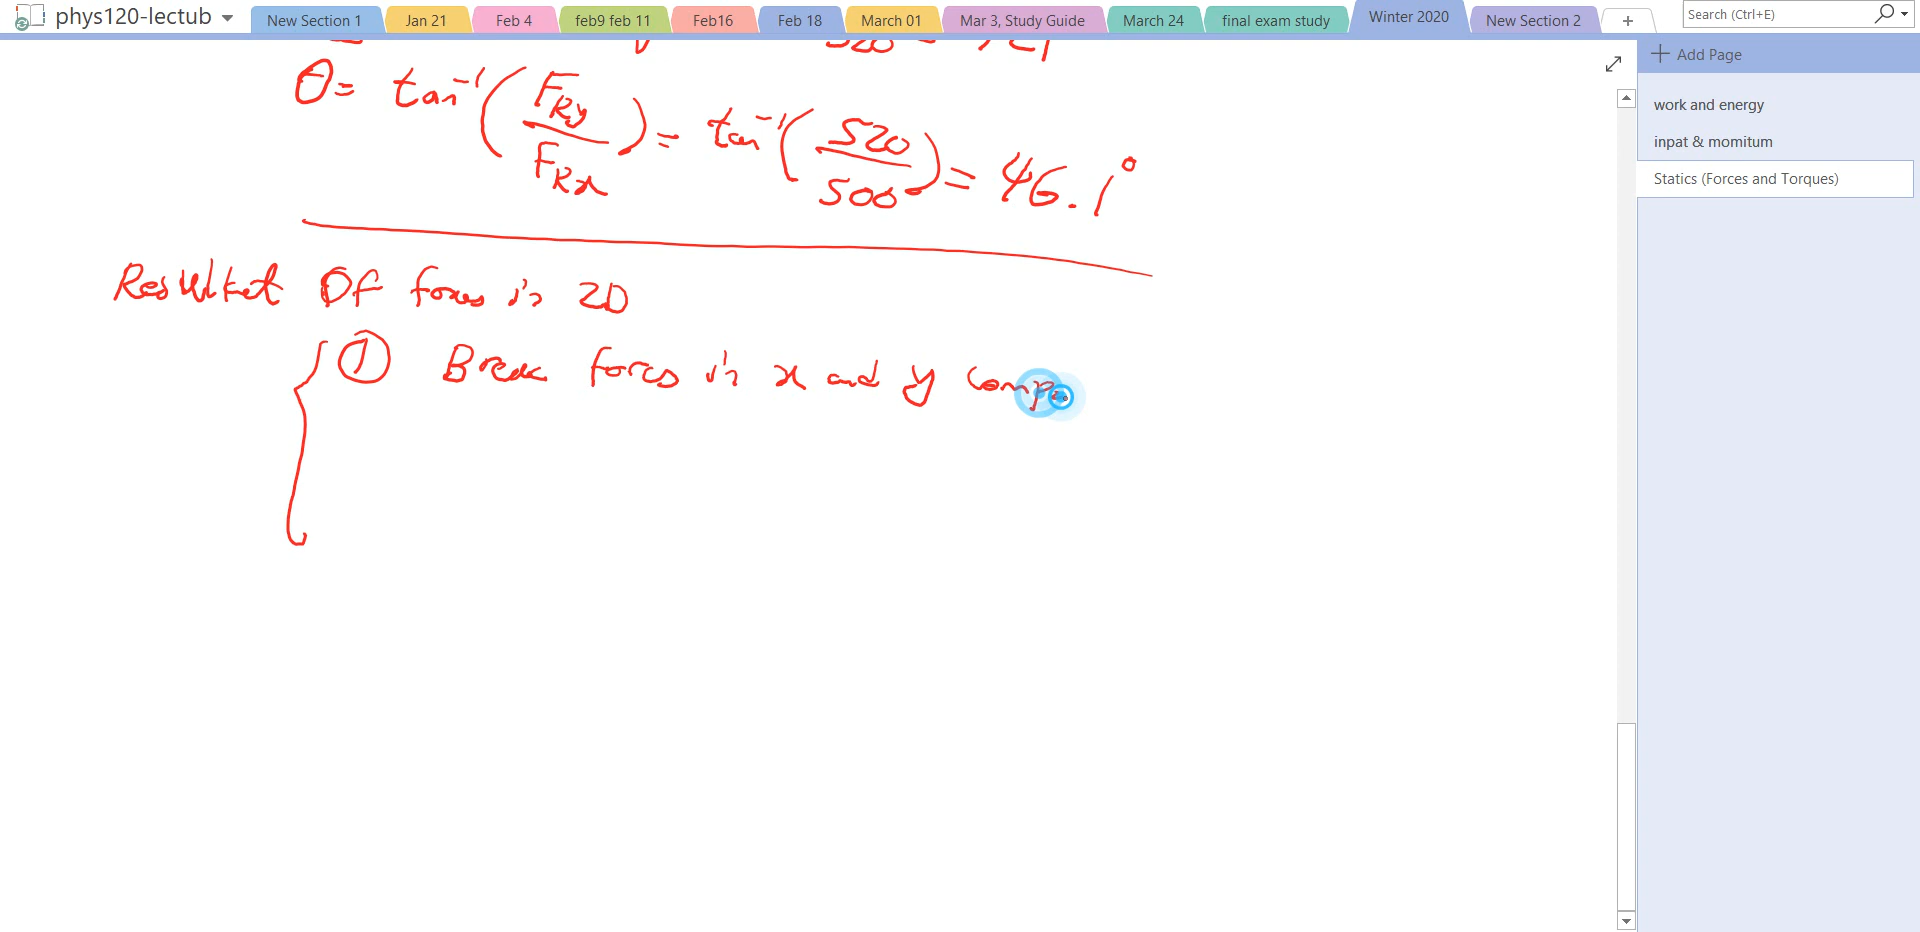 phys120-lectub
New Section 1
Jan 21
Feb 4
feb9 feb 11
Feb16
Feb 18
March 01
Mar 3, Study Guide
March 24
final exam study
Winter 2020
New Section 2
+
Search (Ctrl+E)
Add Page
work and energy
inpat & momitum
Statics (Forces and Torques)
θ= tan⁻¹(F_Ry/F_Rx) = tan⁻¹(520/500) = 46.1°
Of forces in 2D
① Break forces in x and y comp